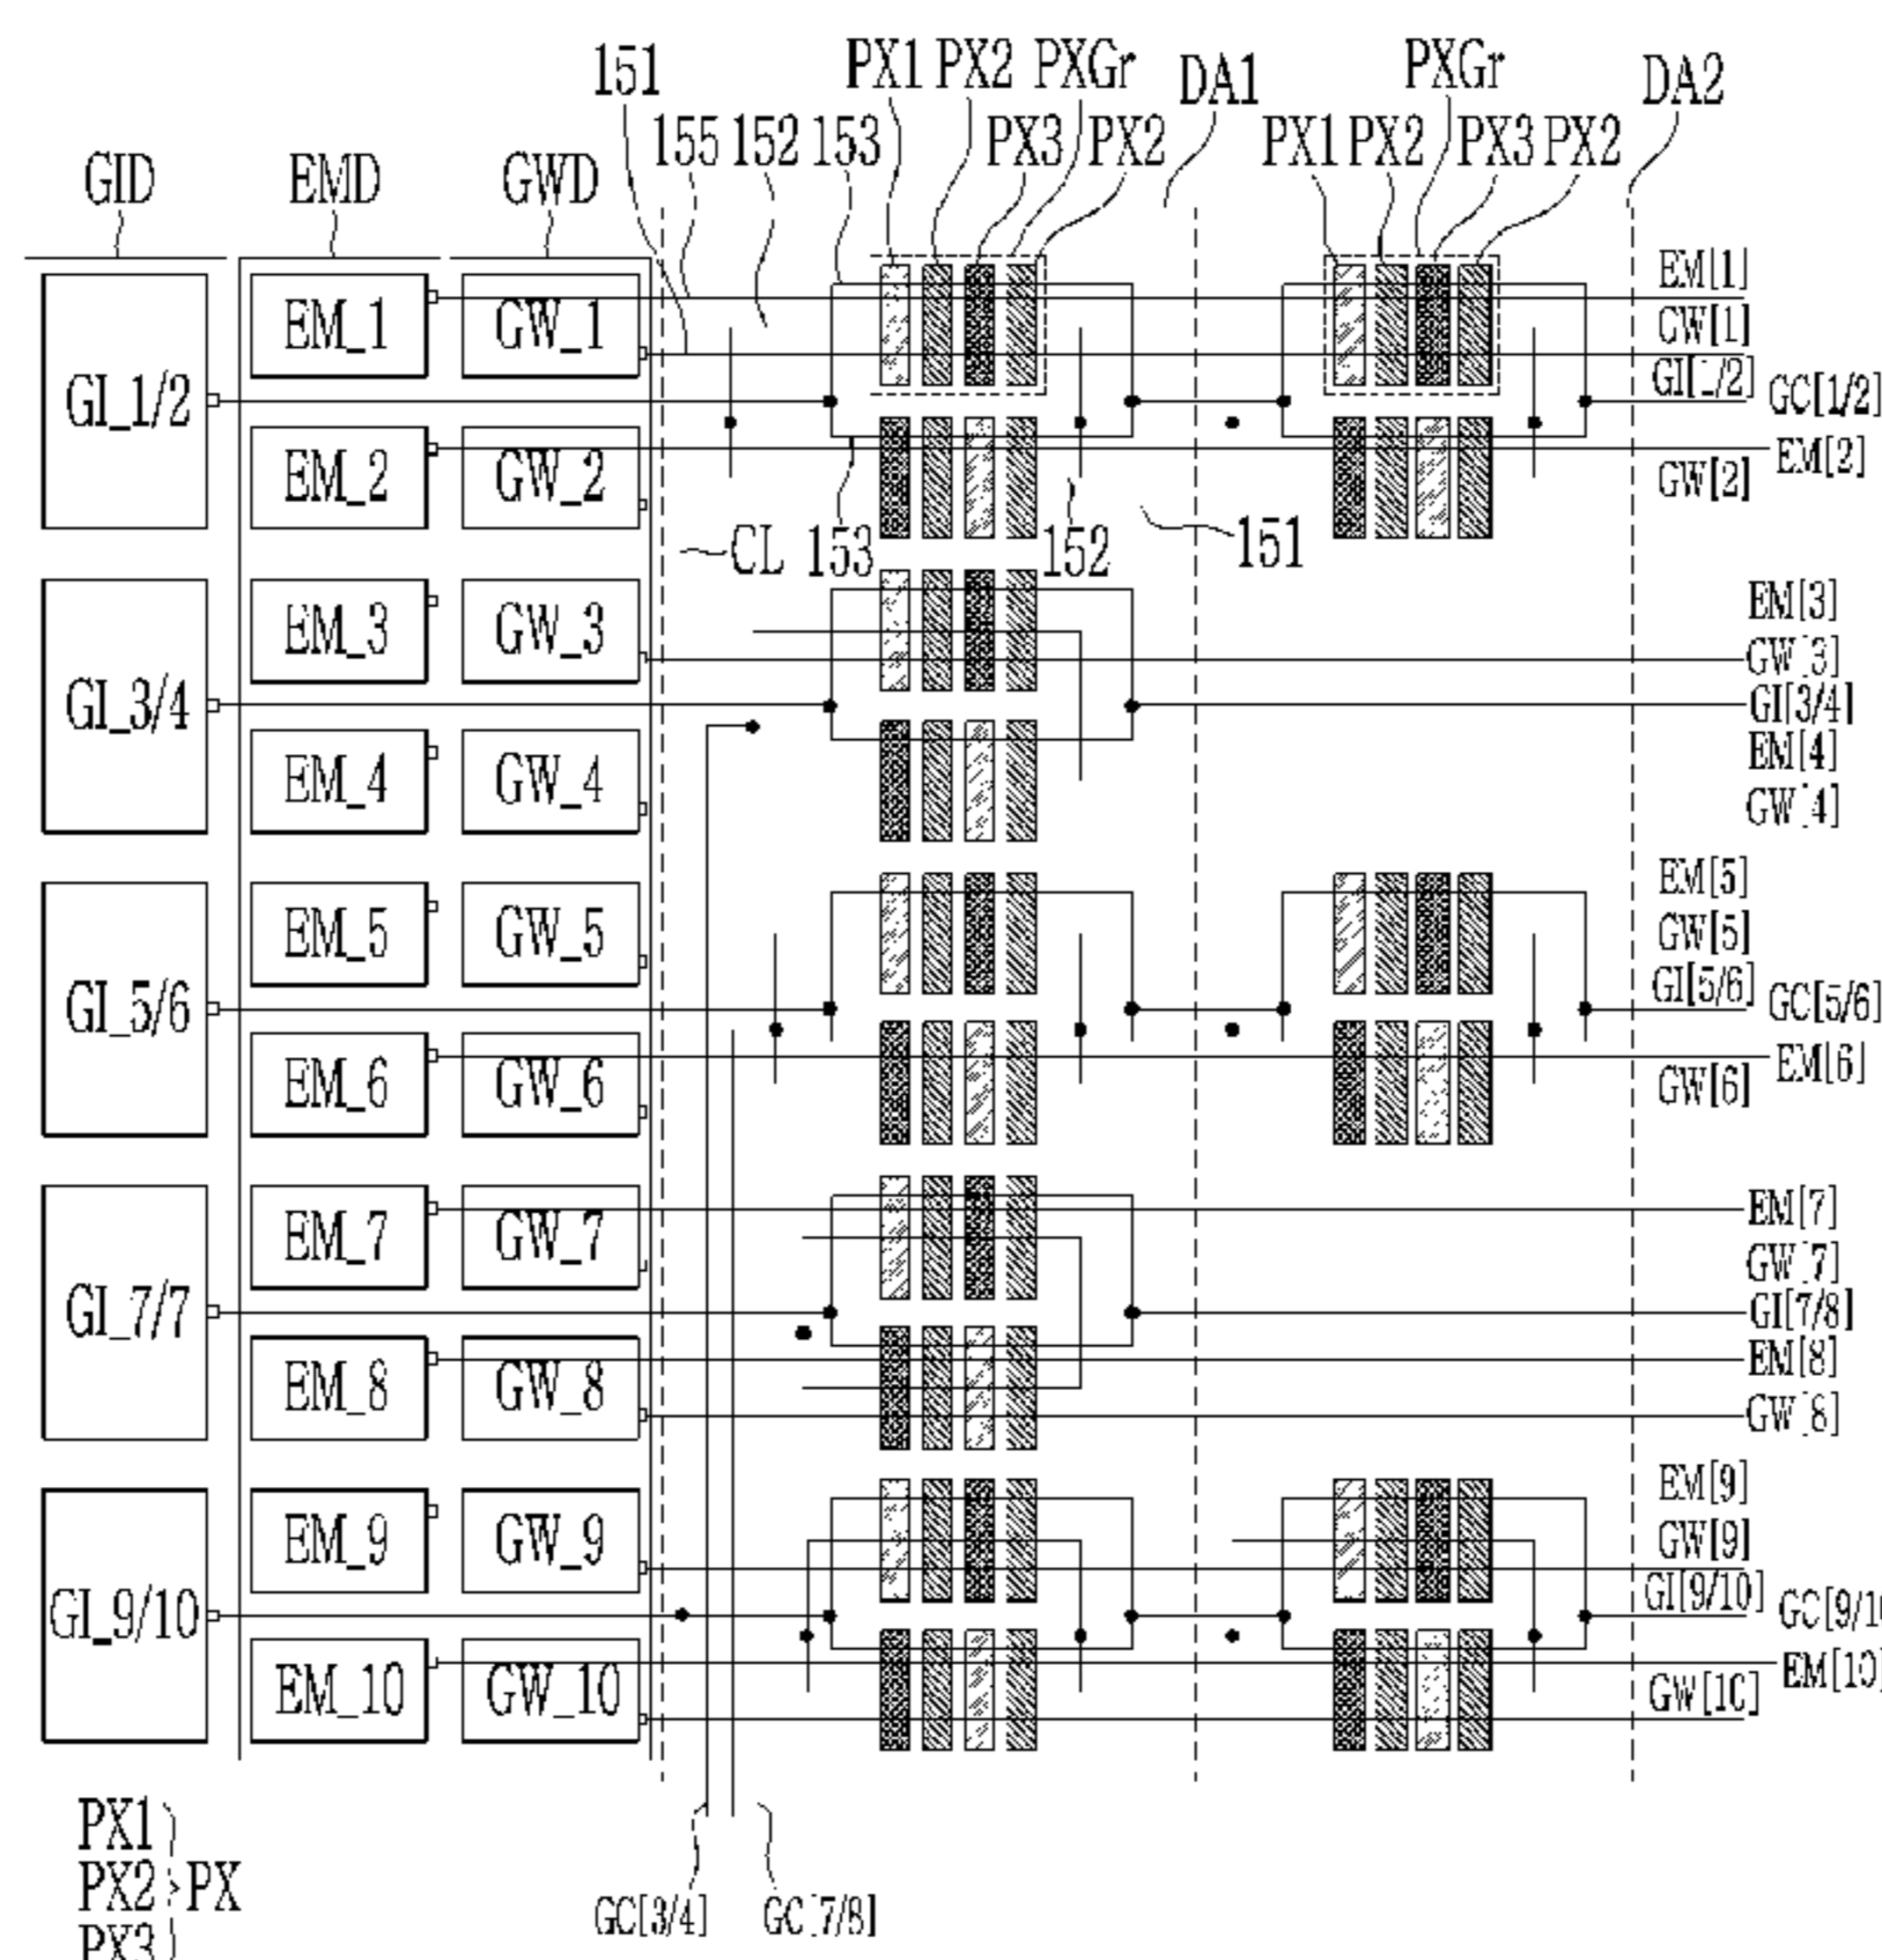 151 PX1 PX2 PXGr DA1 PXGr DA2
155 152 153 PX3 PX2 PX1 PX2 PX3 PX2
GID EMD GWD
EM_1 GW_1 EM[1]
GW[1]
GI_1/2 GI[1/2] GC[1/2]
EM_2 GW_2 EM[2]
GW[2]
CL 153 152 151
EM_3 GW_3 EM[3]
GW[3]
GI_3/4 GI[3/4]
EM_4 GW_4 EM[4]
GW[4]
EM_5 GW_5 EM[5]
GW[5]
GI_5/6 GI[5/6] GC[5/6]
EM_6 GW_6 EM[6]
GW[6]
EM_7 GW_7 EM[7]
GW[7]
GI_7/7 GI[7/8]
EM_8 GW_8 EM[8]
GW[8]
EM_9 GW_9 EM[9]
GW[9]
GI_9/10 GI[9/10] GC[9/10
EM_10 GW_10 EM[10]
GW[10]
PX1
PX2 PX
PX3
GC[3/4] GC[7/8]